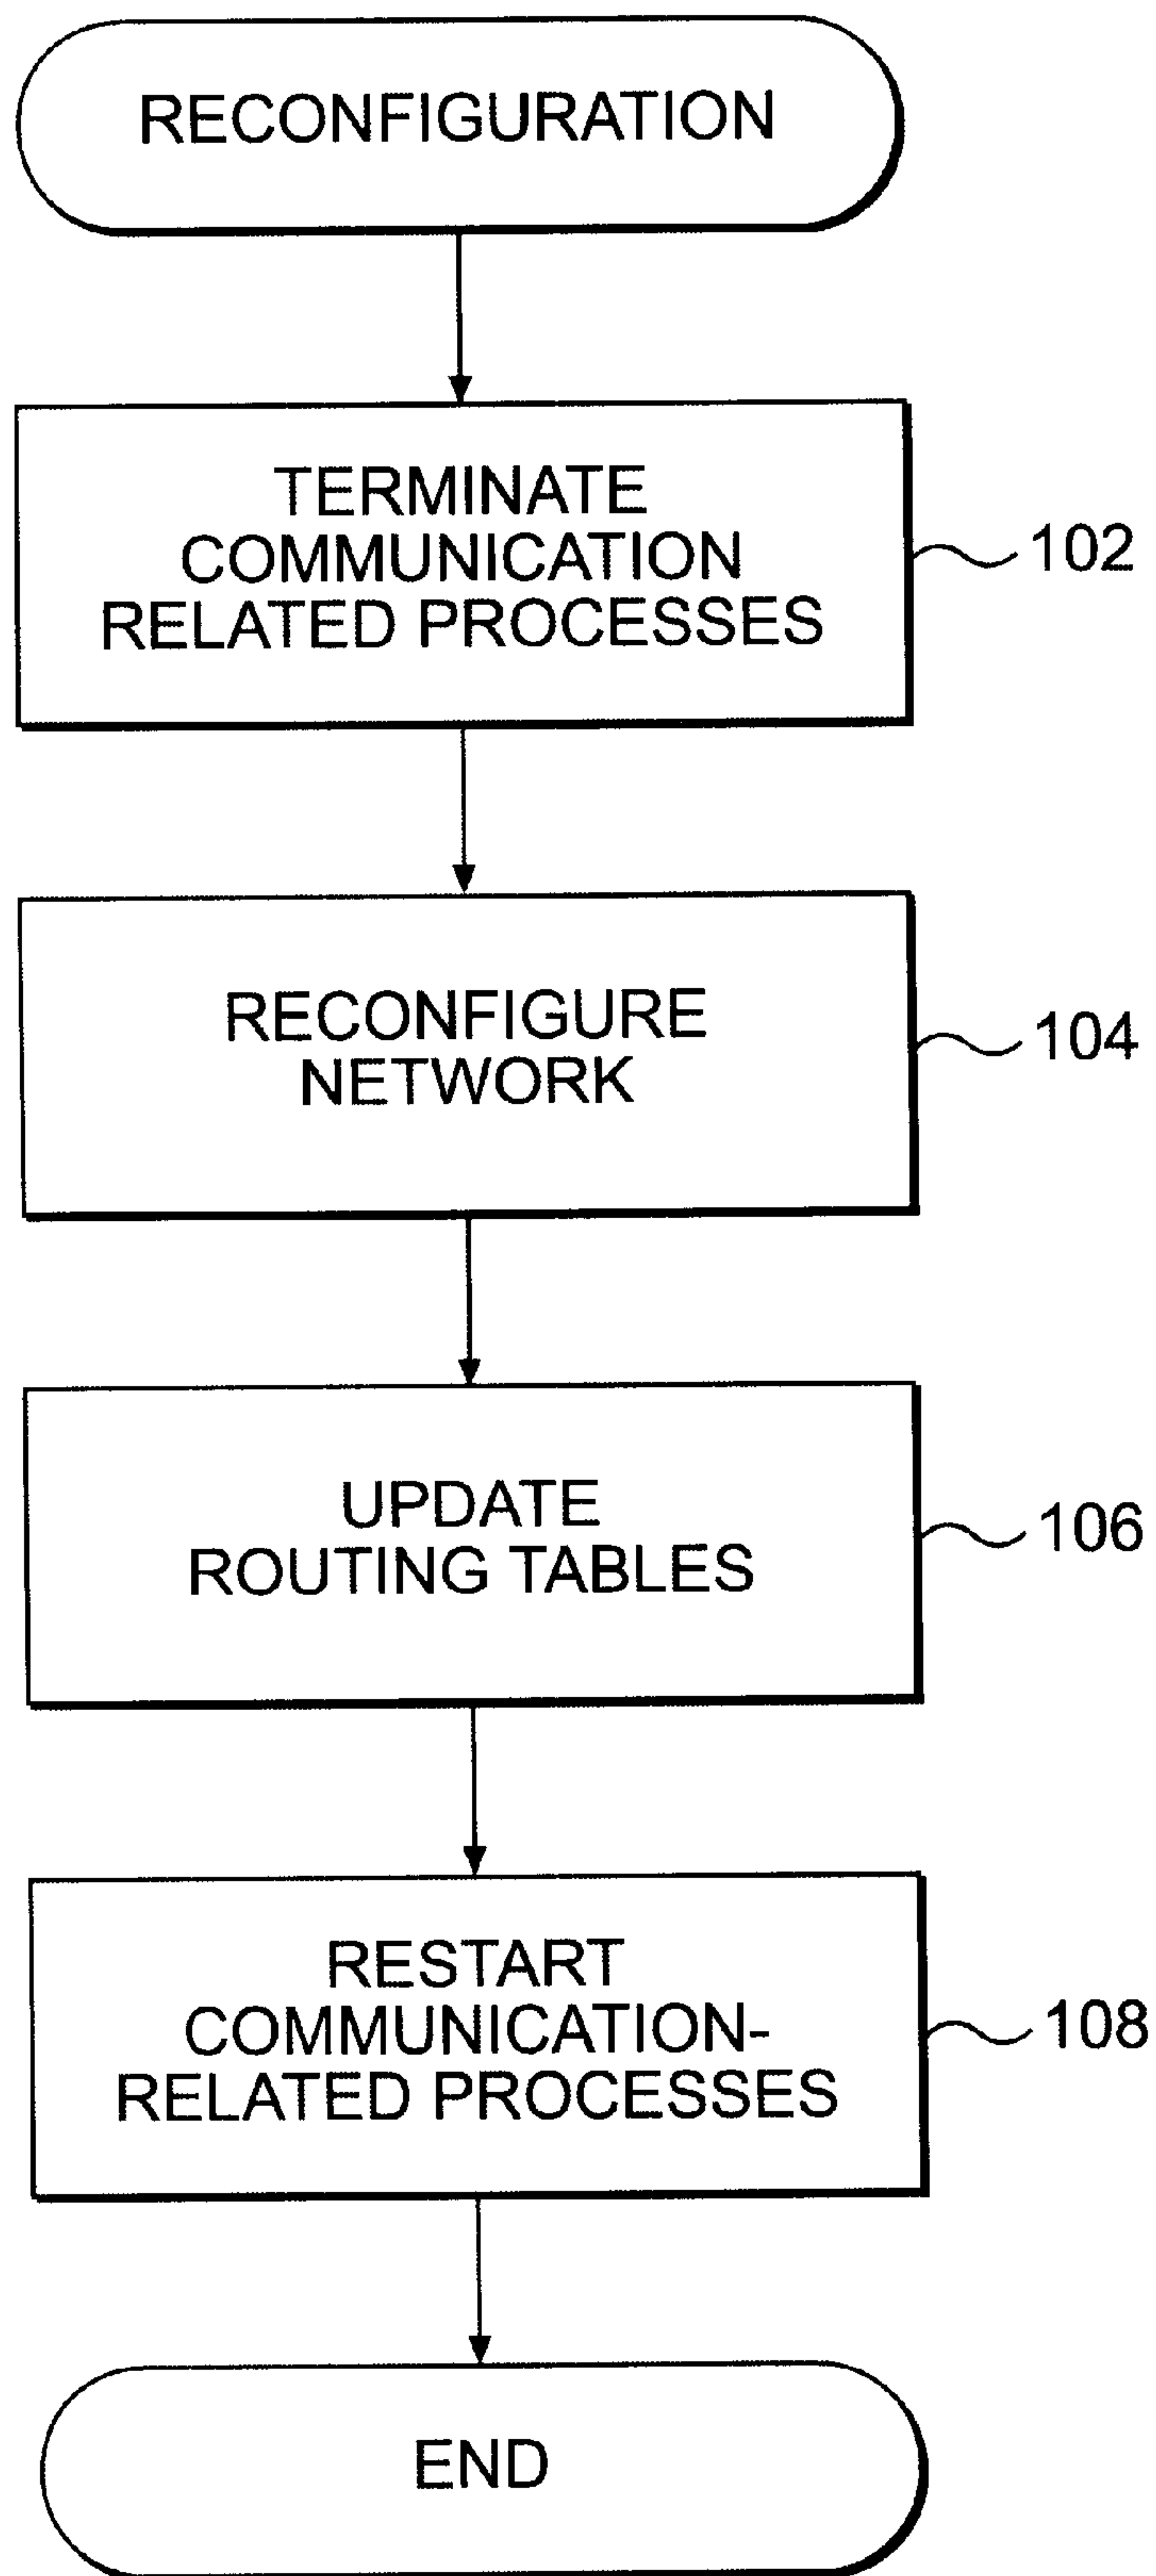 RECONFIGURATION
TERMINATE
COMMUNICATION
RELATED PROCESSES
102
RECONFIGURE
NETWORK
104
UPDATE
ROUTING TABLES
106
RESTART
COMMUNICATION-
RELATED PROCESSES
108
END